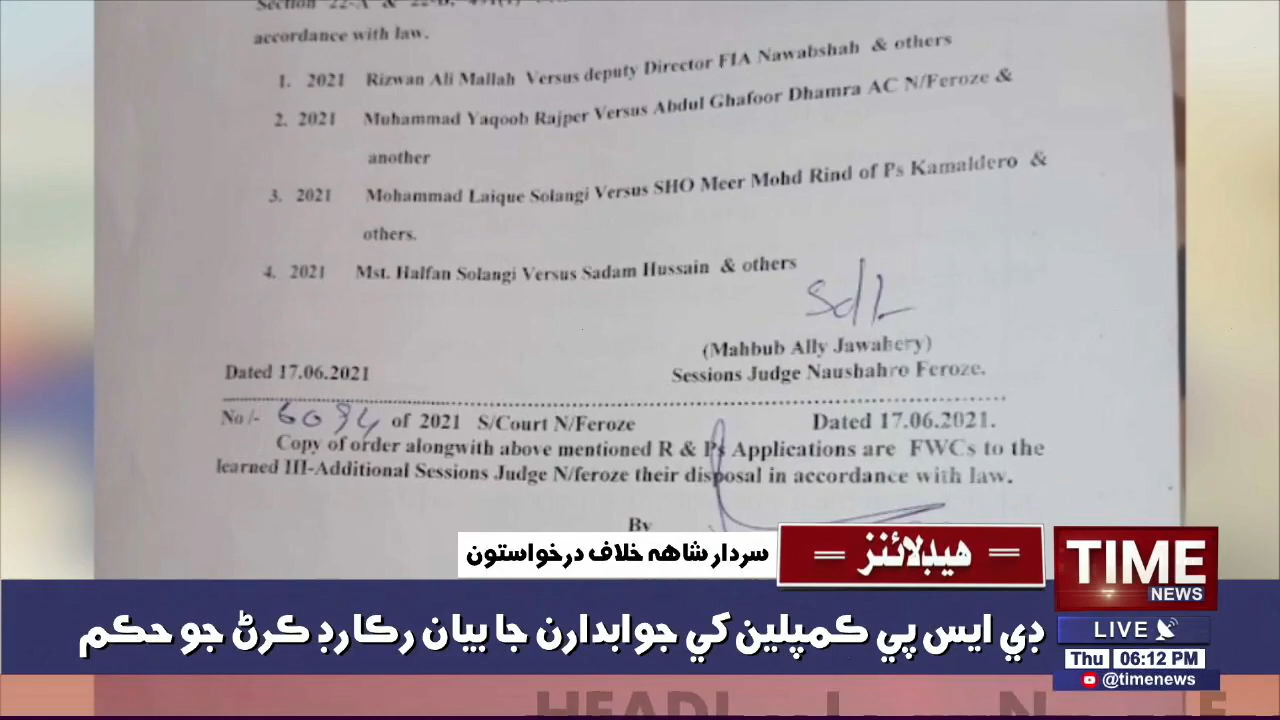 Section 22-A & 22-B,
accordance with law.
1. 2021 Rizwan Ali Mallah Versus deputy Director FIA Nawabshah & others
2. 2021 Muhammad Yaqoob Rajper Versus Abdul Ghafoor Dhamra AC N/Feroze &
another
3. 2021 Mohammad Laique Solangi Versus SHO Meer Mohd Rind of Ps Kamaldero &
others.
4. 2021 Mst. Halfan Solangi Versus Sadam Hussain & others
Sd/-
(Mahbub Ally Jawahery)
Dated 17.06.2021 Sessions Judge Naushahro Feroze.
No/- 6094 of 2021 S/Court N/Feroze Dated 17.06.2021.
Copy of order alongwith above mentioned R & Ps Applications are FWCs to the
learned III-Additional Sessions Judge N/feroze their disposal in accordance with law.
By
هيڊلائنز
سردار شاهہ خلاف درخواستون
TIME
NEWS
ڊي ايس پي ڪمپلين کي جوابدارن جا بيان رڪارڊ ڪرڻ جو حڪم
LIVE
Thu 06:12 PM
@timenews